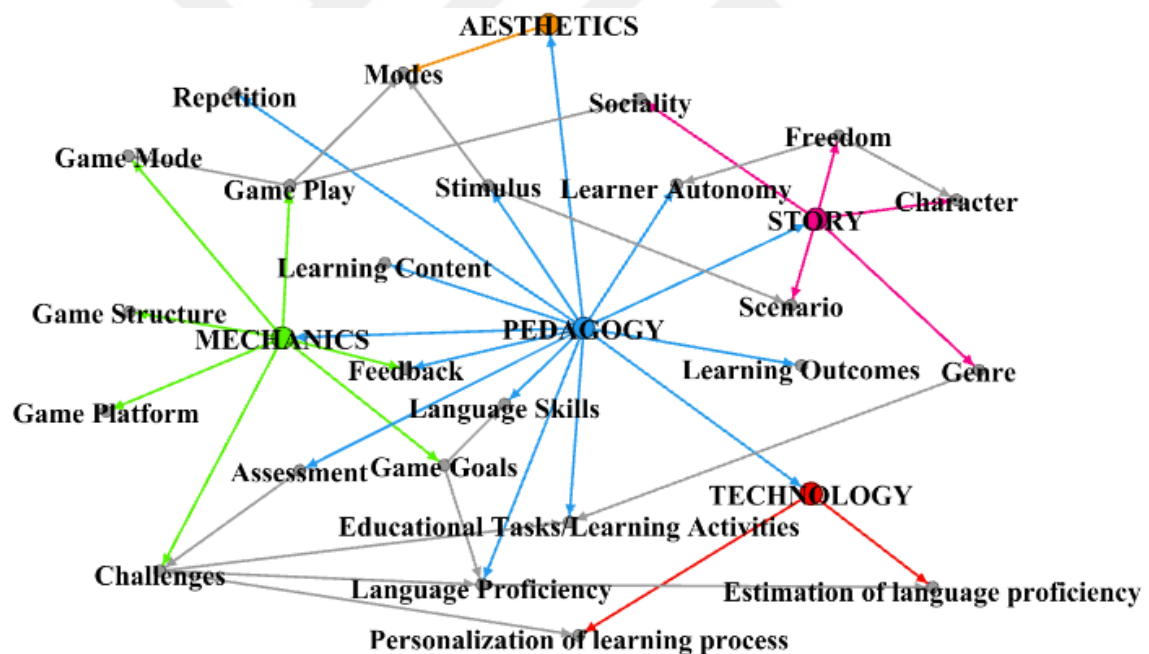 AESTHETICS
Modes
Repetition
Sociality
Freedom
Game Mode
Game Play
Stimulus
Learner Autonomy
Character
STORY
Learning Content
Scenario
Game Structure
MECHANICS
PEDAGOGY
Feedback
Learning Outcomes
Genre
Game Platform
Language Skills
Assessment
Game Goals
TECHNOLOGY
Educational Tasks/Learning Activities
Challenges
Language Proficiency
Estimation of language proficiency
Personalization of learning process